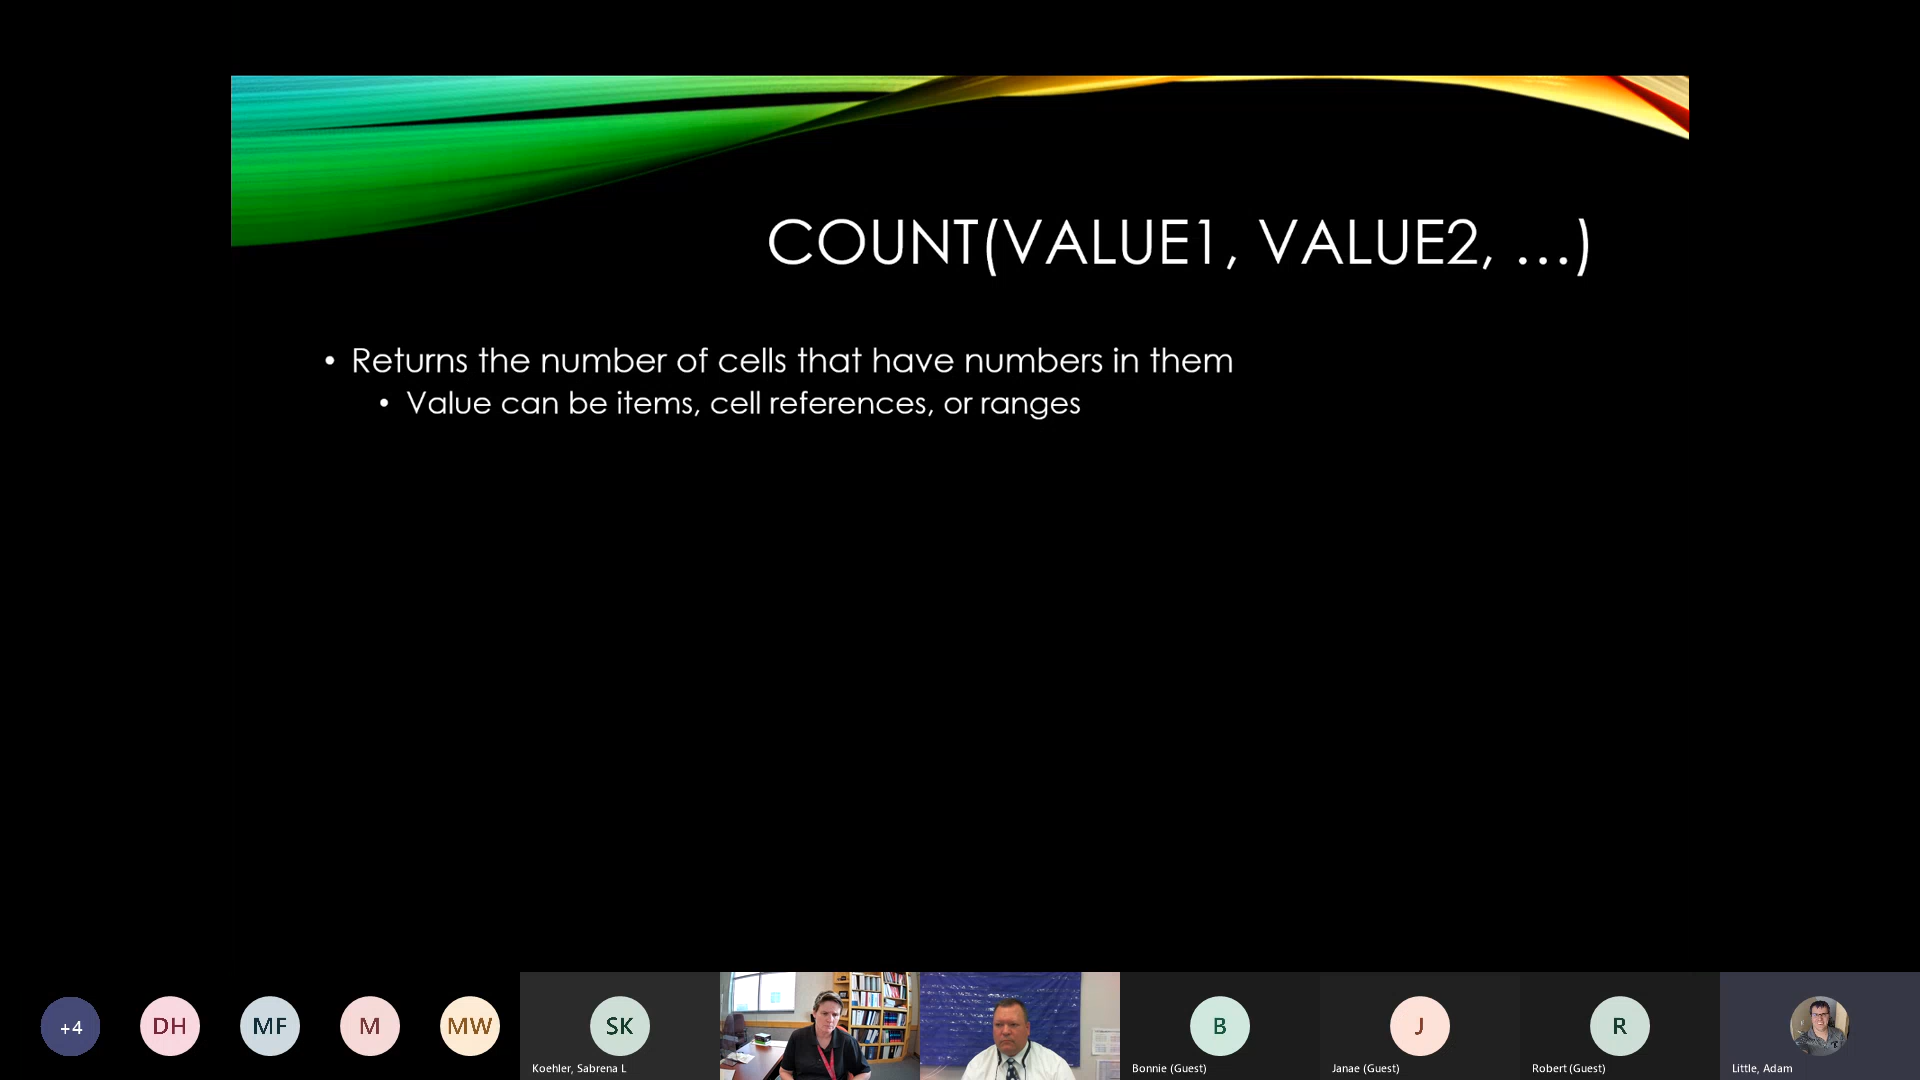 COUNT(VALUE1, VALUE2, ...)
• Returns the number of cells that have numbers in them
• Value can be items, cell references, or ranges
+4
DH
MF
M
MW
SK
B
J
R
Koehler, Sabrena L
Bonnie (Guest)
Janae (Guest)
Robert (Guest)
Little, Adam